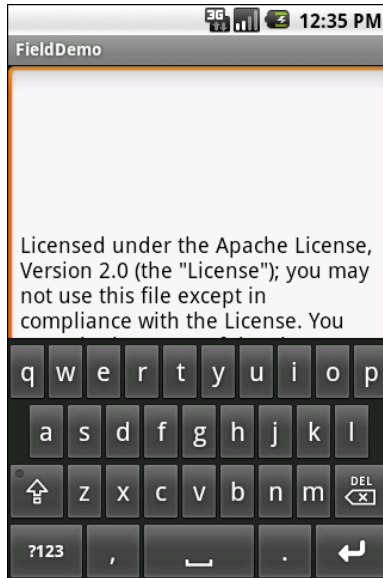 3G 12:35 PM
FieldDemo
Licensed under the Apache License,
Version 2.0 (the "License"); you may
not use this file except in
compliance with the License. You
q w e r t y u i o p
a s d f g h j k l
z x c v b n m DEL
?123 , .